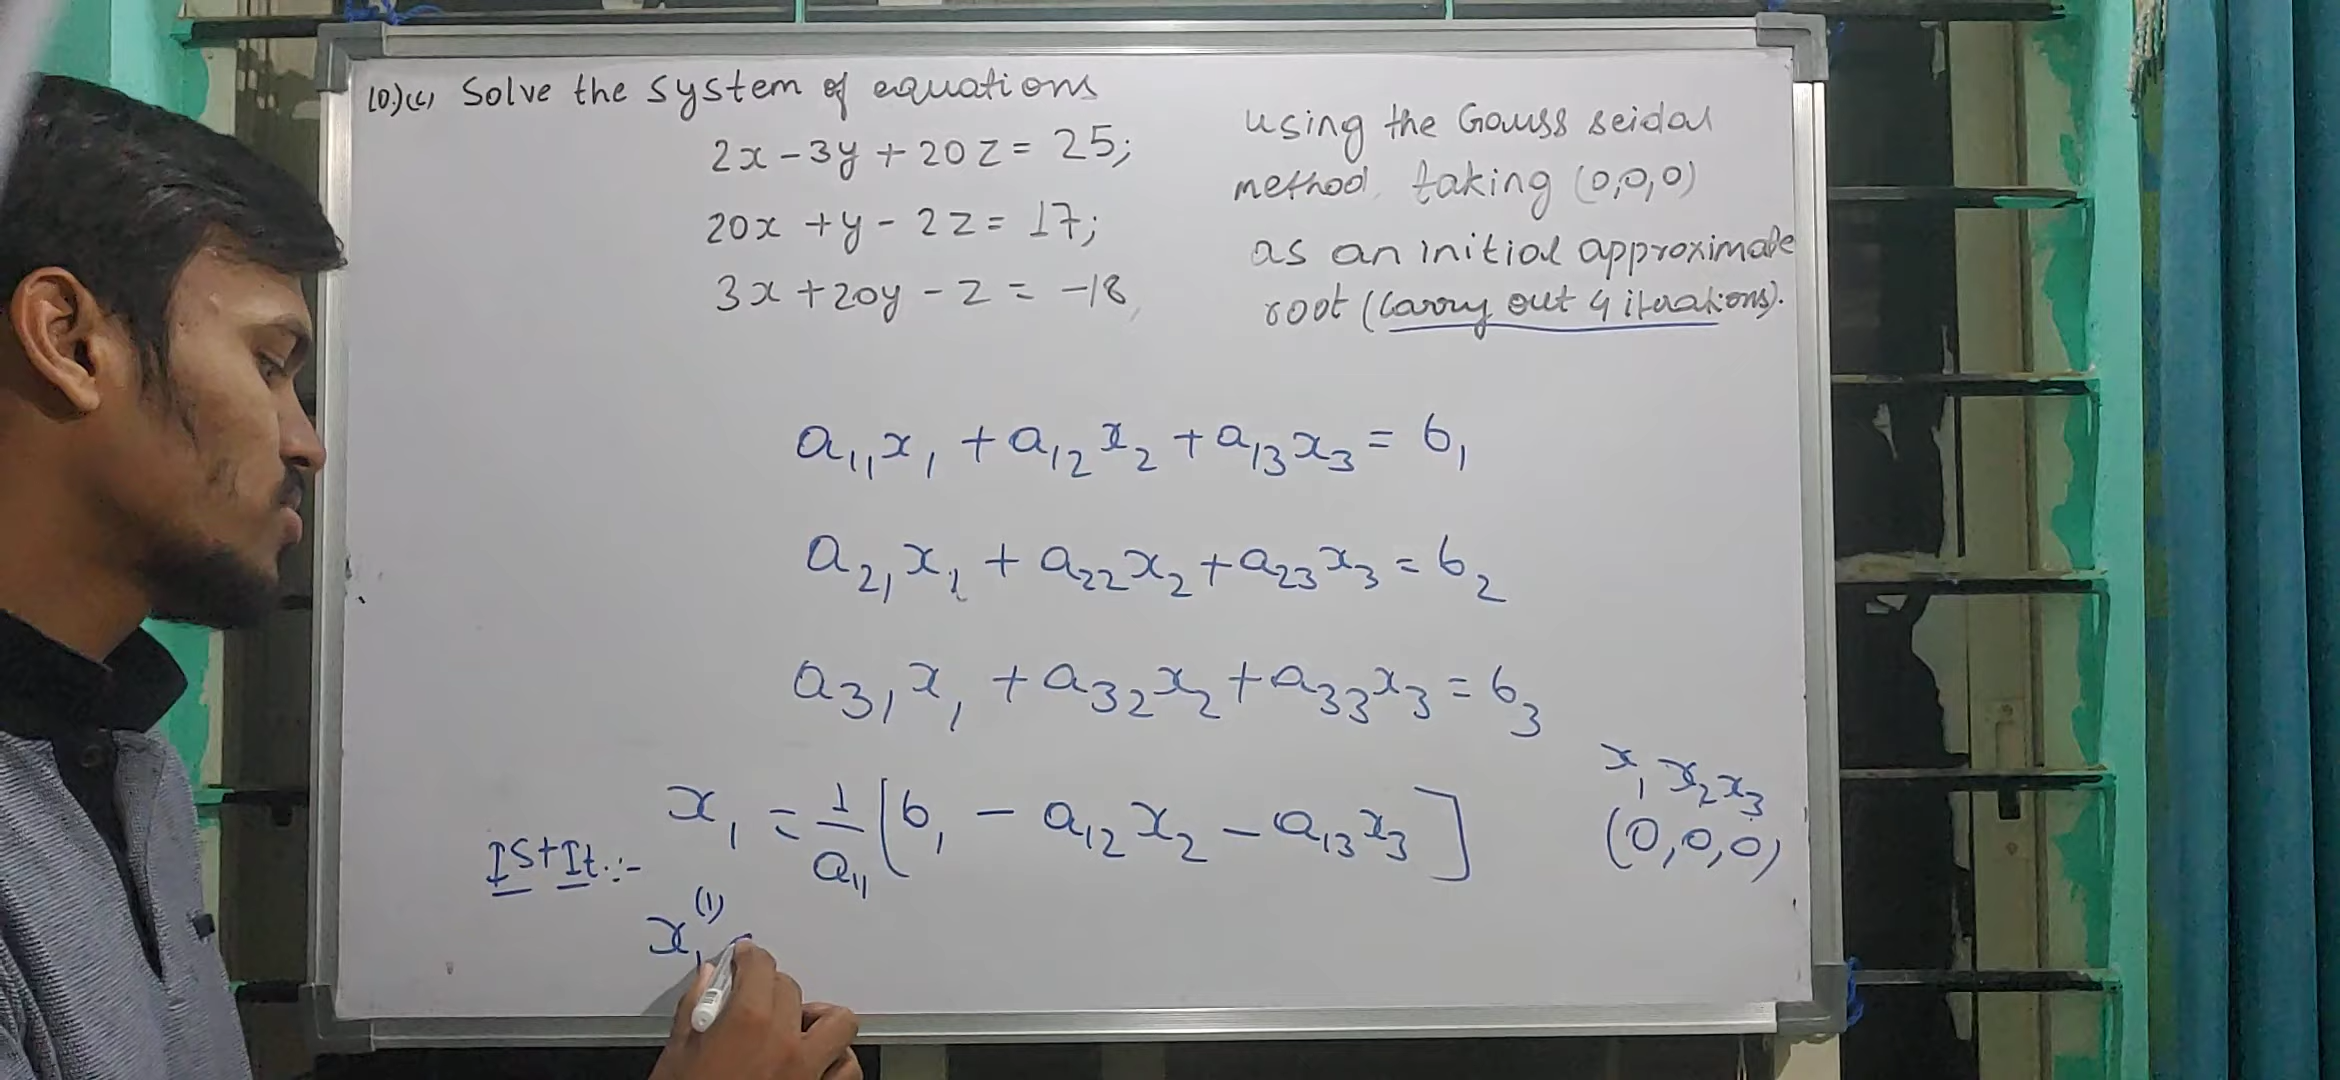 10.)(c) Solve the system of equations
2x - 3y + 20z = 25;
20x + y - 2z = 17;
3x + 20y - z = -18,
using the Gauss seidal
method, taking (0,0,0)
as an initial approximate
root (carry out 4 iterations).
a₁₁x₁ + a₁₂x₂ + a₁₃x₃ = b₁
a₂₁x₁ + a₂₂x₂ + a₂₃x₃ = b₂
a₃₁x₁ + a₃₂x₂ + a₃₃x₃ = b₃
x₁ = 1/a₁₁ [b₁ - a₁₂x₂ - a₁₃x₃]
x₁ x₂ x₃
(0,0,0)
Ist It.:-
x₁⁽¹⁾